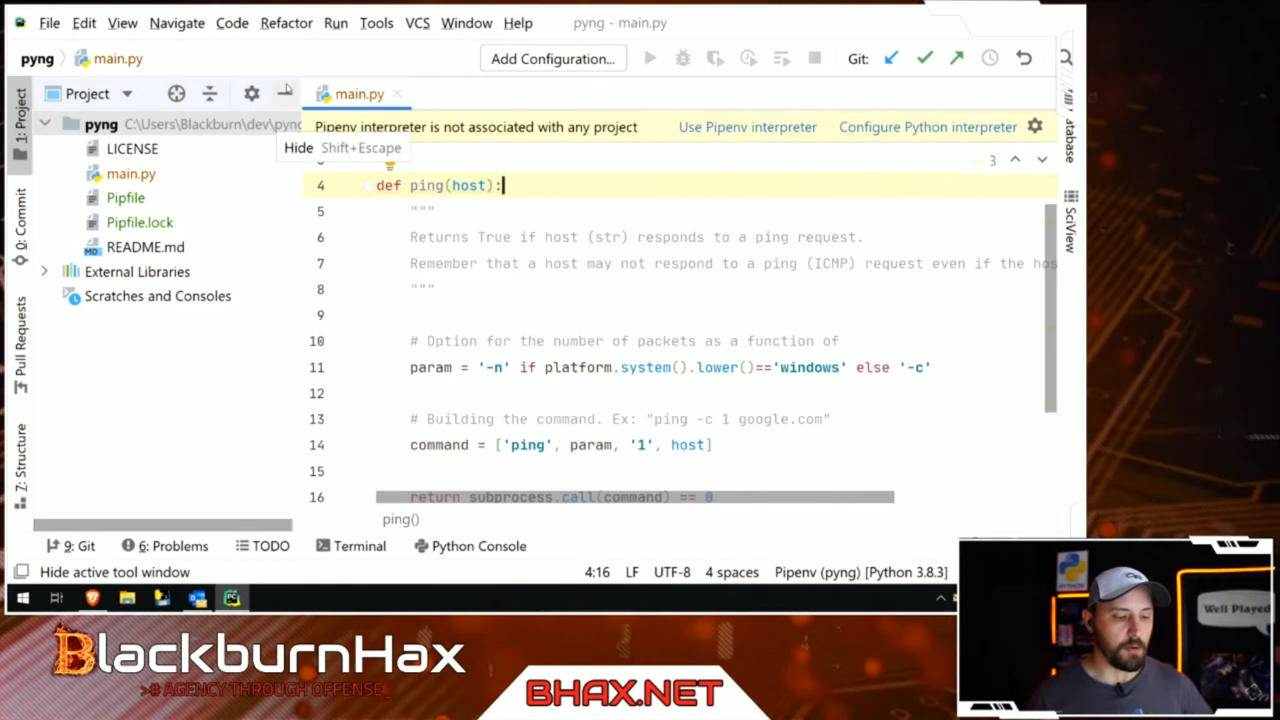 File Edit View Navigate Code Refactor Run Tools VCS Window Help pyng - main.py
pyng main.py Add Configuration... Git:
Project main.py
1: Project
pyng C:\Users\Blackburn\dev\pyng
Pipenv interpreter is not associated with any project Use Pipenv interpreter Configure Python interpreter
Hide Shift+Escape
LICENSE
main.py
Pipfile
Pipfile.lock
README.md
External Libraries
Scratches and Consoles
3
4 def ping(host):
5 """
6 Returns True if host (str) responds to a ping request.
7 Remember that a host may not respond to a ping (ICMP) request even if the hos
8 """
9
10 # Option for the number of packets as a function of
11 param = '-n' if platform.system().lower()=='windows' else '-c'
12
13 # Building the command. Ex: "ping -c 1 google.com"
14 command = ['ping', param, '1', host]
15
16 return subprocess.call(command) == 0
ping()
0: Commit
Pull Requests
7: Structure
atabase
SciView
9: Git 6: Problems TODO Terminal Python Console
Hide active tool window 4:16 LF UTF-8 4 spaces Pipenv (pyng) [Python 3.8.3]
BlackburnHax
># AGENCY THROUGH OFFENSE_
BHAX.NET
PYTHON
Well Played